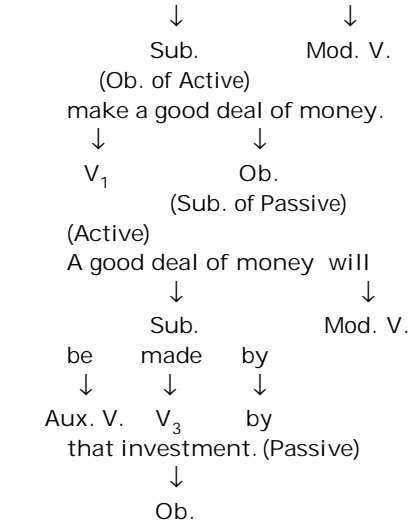 ↓ ↓
Sub. Mod. V.
(Ob. of Active)
make a good deal of money.
↓ ↓
V₁ Ob.
(Sub. of Passive)
(Active)
A good deal of money will
↓ ↓
Sub. Mod. V.
be made by
↓ ↓ ↓
Aux. V. V₃ by
that investment. (Passive)
↓
Ob.